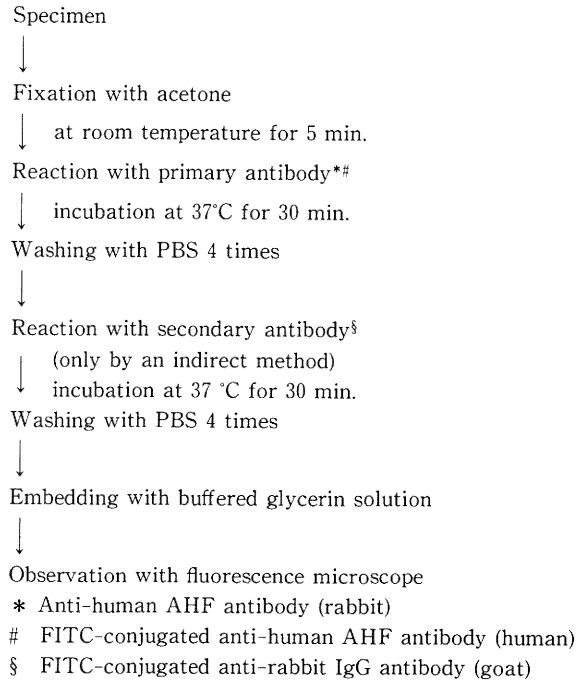 Specimen
↓
Fixation with acetone
↓ at room temperature for 5 min.
Reaction with primary antibody*#
↓ incubation at 37°C for 30 min.
Washing with PBS 4 times
↓
Reaction with secondary antibody§
(only by an indirect method)
↓ incubation at 37 °C for 30 min.
Washing with PBS 4 times
↓
Embedding with buffered glycerin solution
↓
Observation with fluorescence microscope
* Anti-human AHF antibody (rabbit)
# FITC-conjugated anti-human AHF antibody (human)
§ FITC-conjugated anti-rabbit IgG antibody (goat)